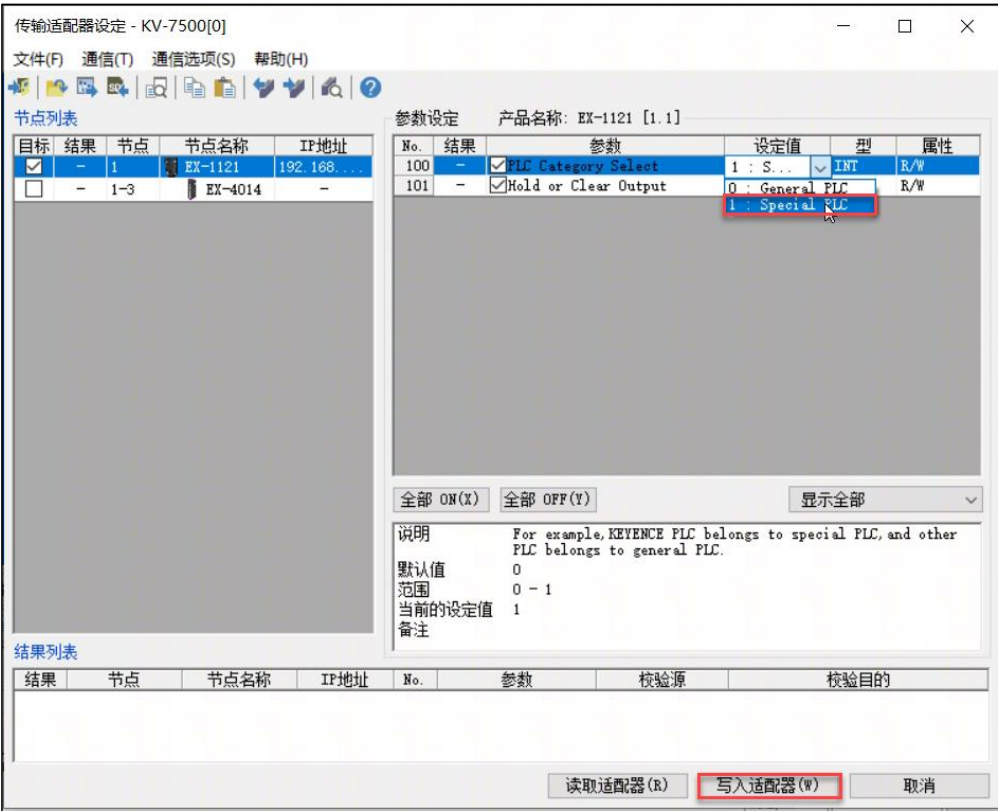 传输适配器设定 - KV-7500[0]
文件(F) 通信(T) 通信选项(S) 帮助(H)
节点列表
目标 结果 节点 节点名称 IP地址
- 1 EX-1121 192.168....
- 1-3 EX-4014 -
参数设定 产品名称: EX-1121 [1.1]
No. 结果 参数 设定值 型 属性
100 - PLC Category Select 1 : S... INT R/W
101 - Hold or Clear Output R/W
0 : General PLC
1 : Special PLC
全部 ON(X) 全部 OFF(Y) 显示全部
说明 For example,KEYENCE PLC belongs to special PLC,and other
PLC belongs to general PLC.
默认值 0
范围 0 - 1
当前的设定值 1
备注
结果列表
结果 节点 节点名称 IP地址 No. 参数 校验源 校验目的
读取适配器(R) 写入适配器(W) 取消